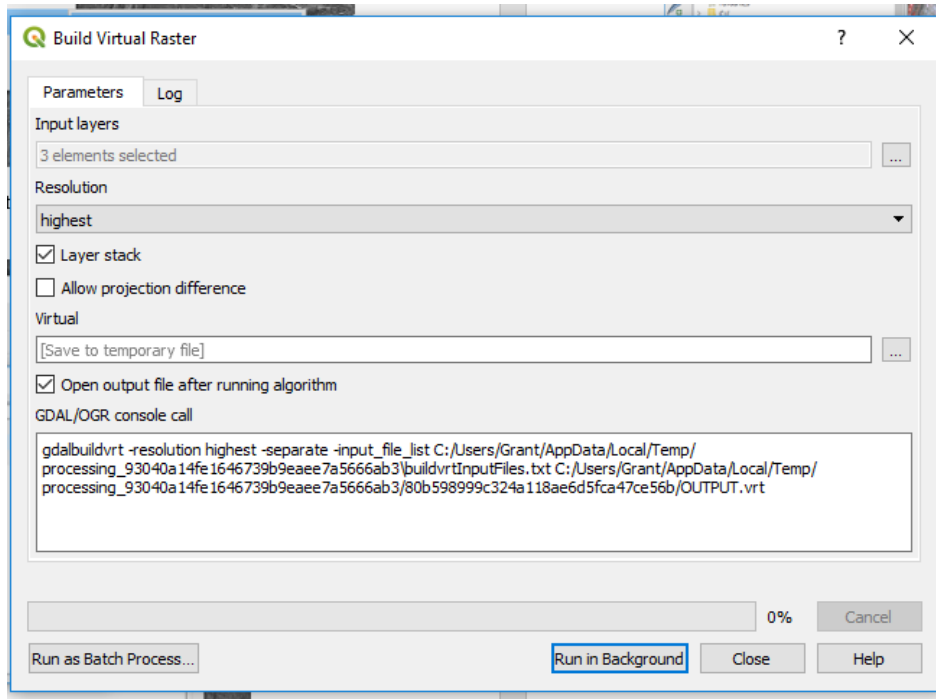 Build Virtual Raster
?
Parameters
Log
Input layers
3 elements selected
...
Resolution
highest
Layer stack
Allow projection difference
Virtual
[Save to temporary file]
...
Open output file after running algorithm
GDAL/OGR console call
gdalbuildvrt -resolution highest -separate -input_file_list C:/Users/Grant/AppData/Local/Temp/
processing_93040a14fe1646739b9eaee7a5666ab3\buildvrtInputFiles.txt C:/Users/Grant/AppData/Local/Temp/
processing_93040a14fe1646739b9eaee7a5666ab3/80b598999c324a118ae6d5fca47ce56b/OUTPUT.vrt
0%
Cancel
Run as Batch Process...
Run in Background
Close
Help